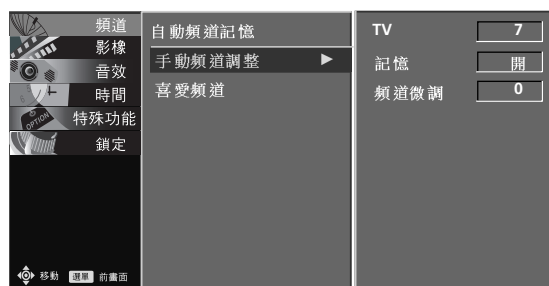 頻道
影像
音效
時間
OPTION 特殊功能
鎖定
移動 選單 前畫面
自動頻道記憶
手動頻道調整 ▶
喜愛頻道
TV 7
記憶 開
頻道微調 0